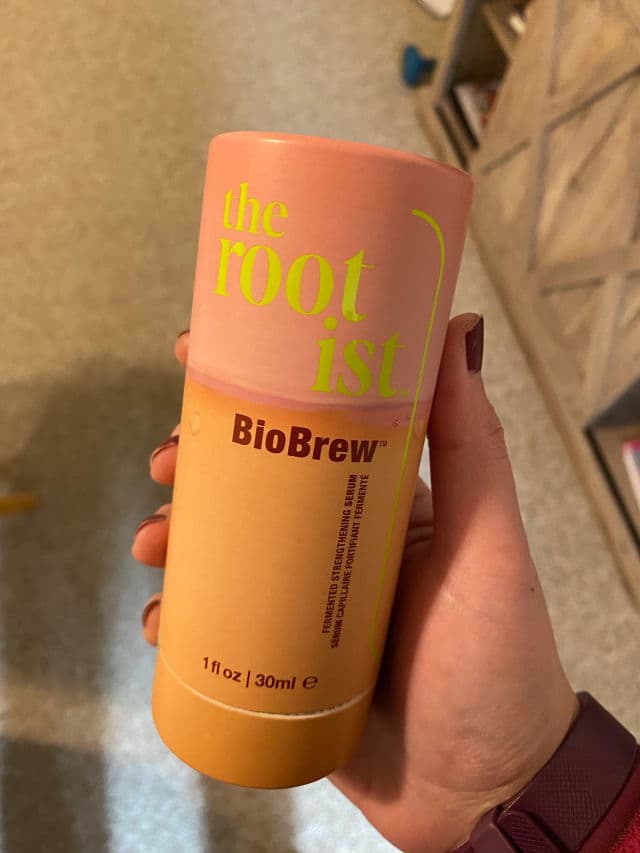 the
root
ist
BioBrew™
FERMENTED STRENGTHENING SERUM
SÉRUM CAPILLAIRE FORTIFIANT FERMENTÉ
1 fl oz | 30ml ℮